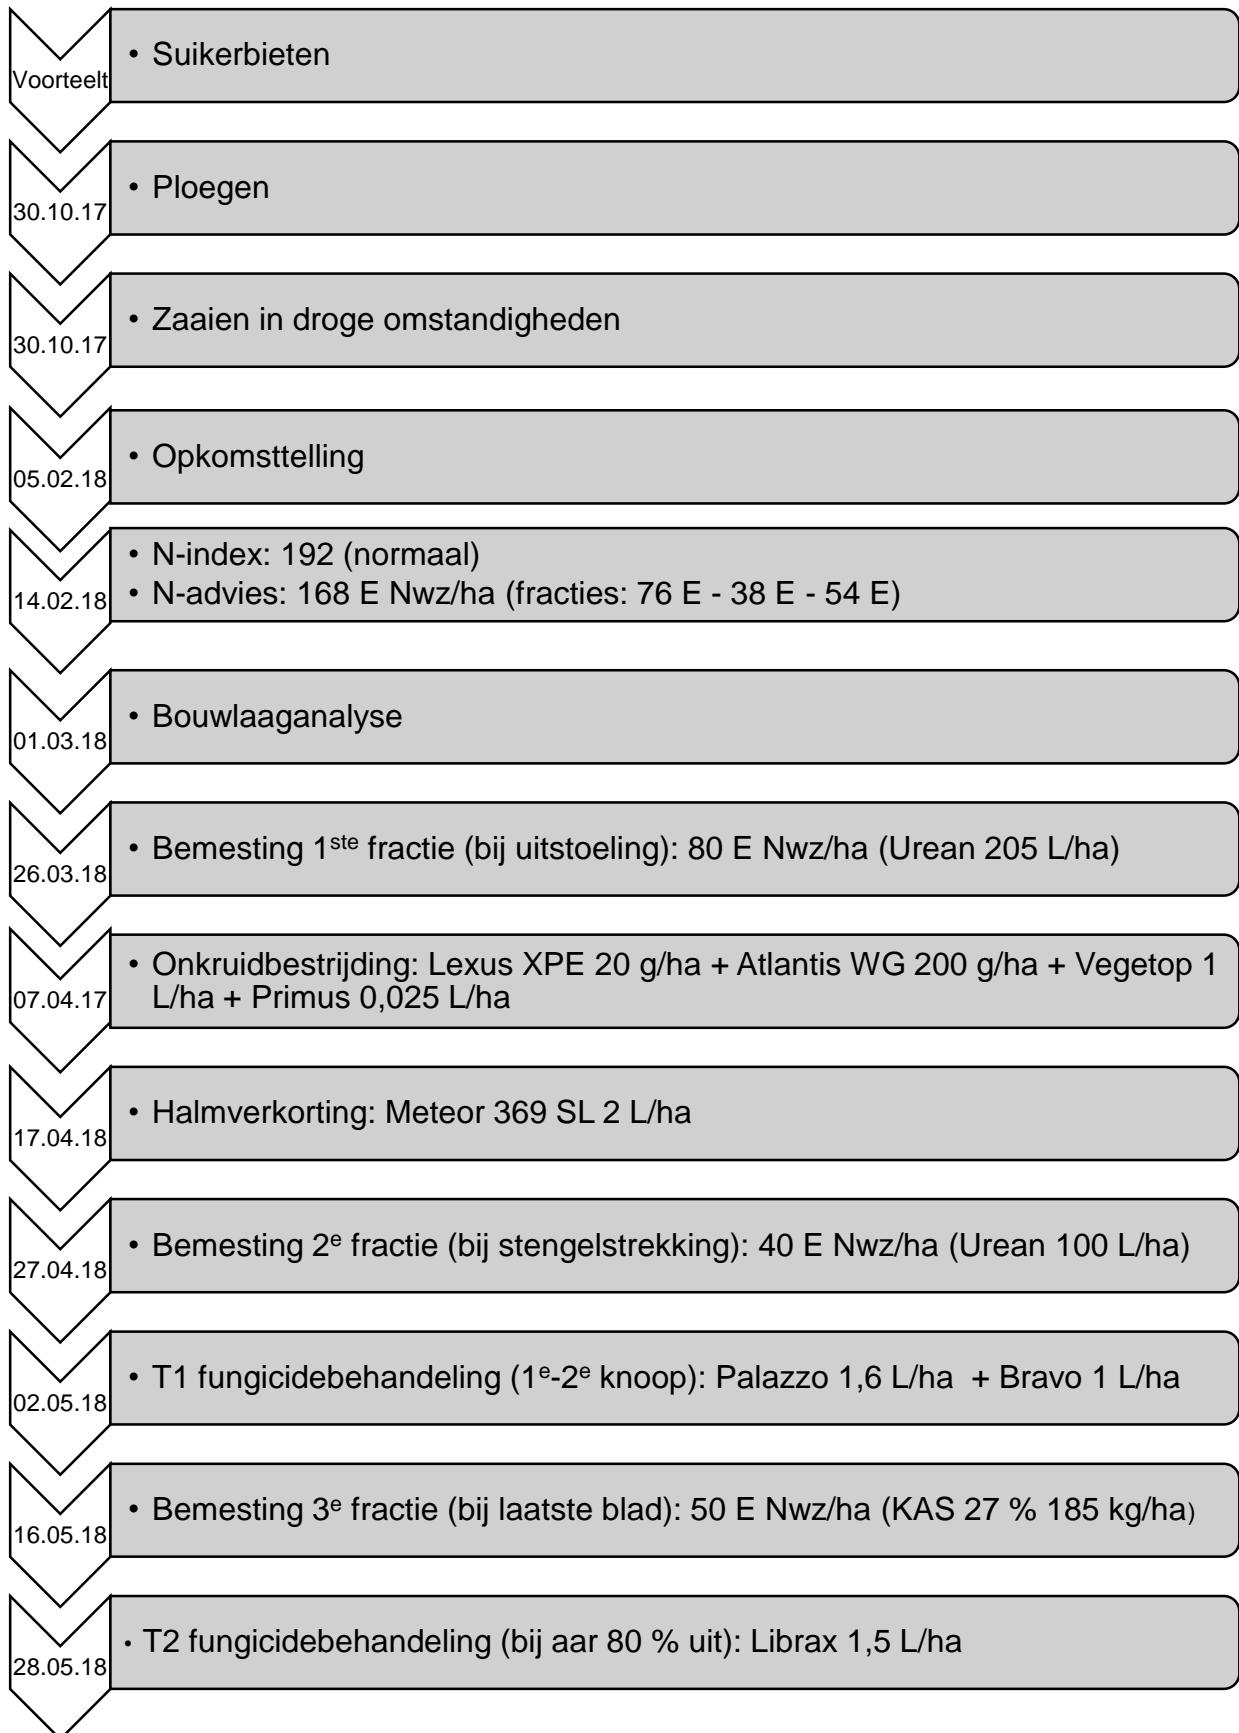 Voorteelt
• Suikerbieten
30.10.17
• Ploegen
30.10.17
• Zaaien in droge omstandigheden
05.02.18
• Opkomsttelling
14.02.18
• N-index: 192 (normaal)
• N-advies: 168 E Nwz/ha (fracties: 76 E - 38 E - 54 E)
01.03.18
• Bouwlaaganalyse
26.03.18
• Bemesting 1ste fractie (bij uitstoeling): 80 E Nwz/ha (Urean 205 L/ha)
07.04.17
• Onkruidbestrijding: Lexus XPE 20 g/ha + Atlantis WG 200 g/ha + Vegetop 1
L/ha + Primus 0,025 L/ha
17.04.18
• Halmverkorting: Meteor 369 SL 2 L/ha
27.04.18
• Bemesting 2e fractie (bij stengelstrekking): 40 E Nwz/ha (Urean 100 L/ha)
02.05.18
• T1 fungicidebehandeling (1e-2e knoop): Palazzo 1,6 L/ha + Bravo 1 L/ha
16.05.18
• Bemesting 3e fractie (bij laatste blad): 50 E Nwz/ha (KAS 27 % 185 kg/ha)
28.05.18
• T2 fungicidebehandeling (bij aar 80 % uit): Librax 1,5 L/ha